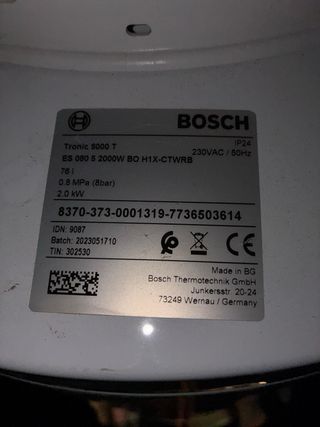 BOSCH
Tronic 5000 T
IP24
ES 080 5 2000W BO H1X-CTWRB
230VAC / 50Hz
76 l
0.8 MPa (8bar)
2.0 kW
8370-373-0001319-7736503614
IDN: 9087
Batch: 2023051710
TIN: 302530
CE
Made in BG
Bosch Thermotechnik GmbH
Junkersstr. 20-24
73249 Wernau / Germany